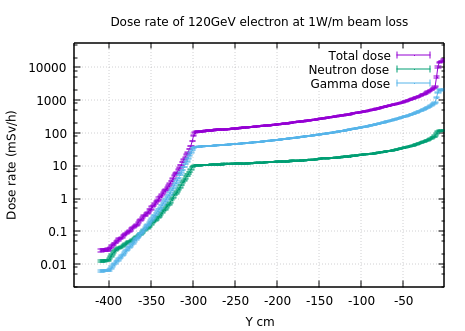 Dose rate of 120GeV electron at 1W/m beam loss
Total dose
Neutron dose
Gamma dose
10000
1000
100
10
1
0.1
0.01
Dose rate (mSv/h)
-400 -350 -300 -250 -200 -150 -100 -50
Y cm